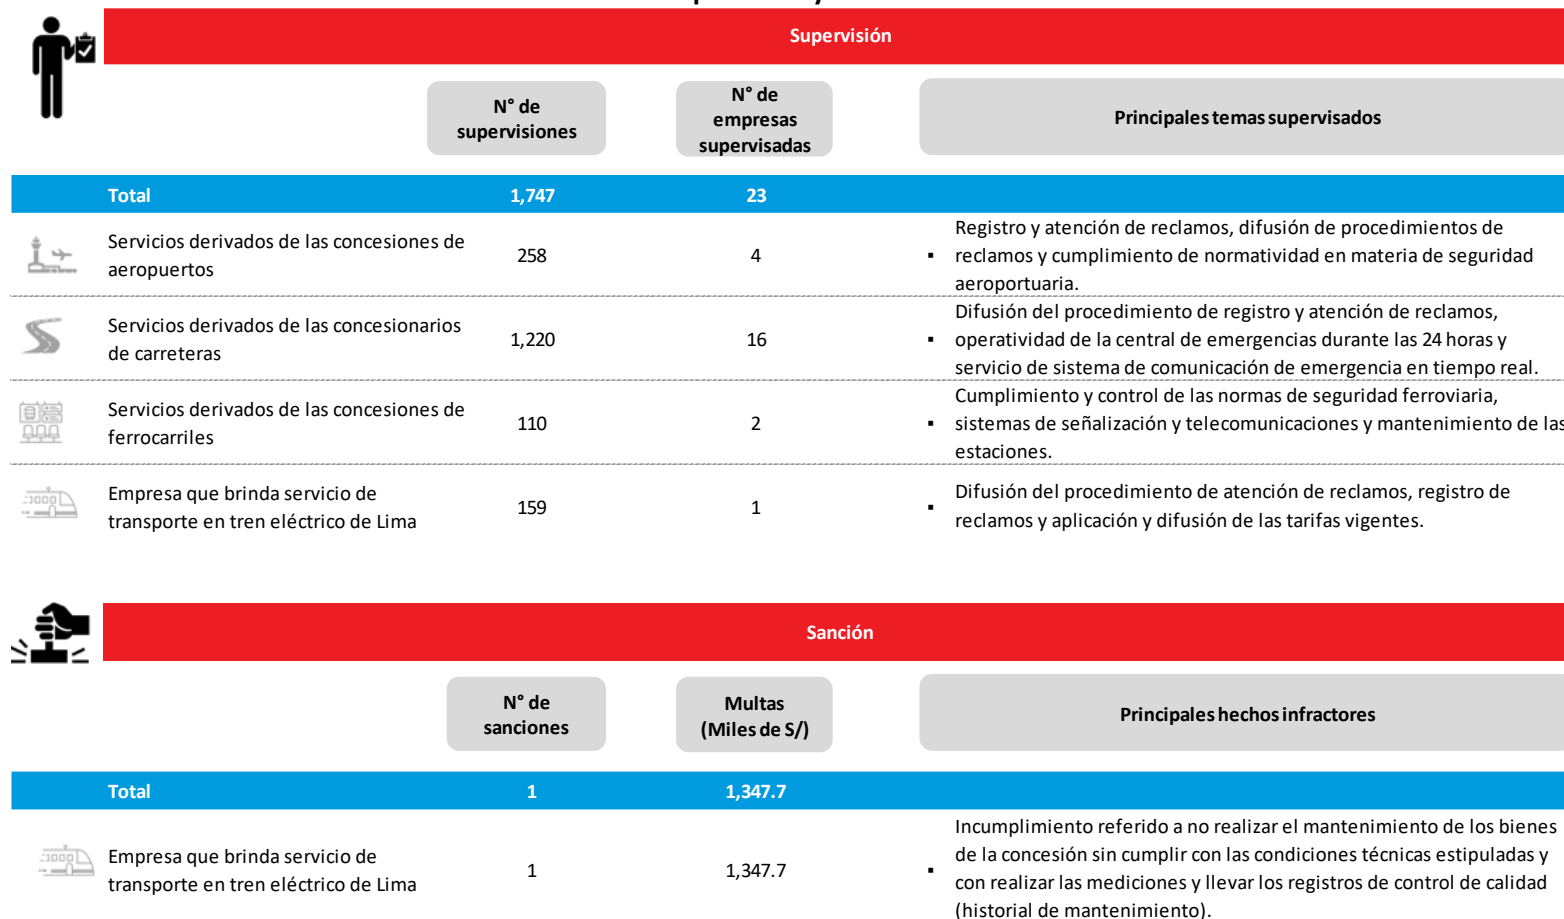 Supervisión
N° de
supervisiones
N° de
empresas
supervisadas
Principales temas supervisados
Total 1,747 23
Servicios derivados de las concesiones de
aeropuertos
258 4
Registro y atención de reclamos, difusión de procedimientos de
▪ reclamos y cumplimiento de normatividad en materia de seguridad
aeroportuaria.
Servicios derivados de las concesionarios
de carreteras
1,220 16
Difusión del procedimiento de registro y atención de reclamos,
▪ operatividad de la central de emergencias durante las 24 horas y
servicio de sistema de comunicación de emergencia en tiempo real.
Servicios derivados de las concesiones de
ferrocarriles
110 2
Cumplimiento y control de las normas de seguridad ferroviaria,
▪ sistemas de señalización y telecomunicaciones y mantenimiento de las
estaciones.
Empresa que brinda servicio de
transporte en tren eléctrico de Lima
159 1
▪ Difusión del procedimiento de atención de reclamos, registro de
reclamos y aplicación y difusión de las tarifas vigentes.
Sanción
N° de
sanciones
Multas
(Miles de S/)
Principales hechos infractores
Total 1 1,347.7
Empresa que brinda servicio de
transporte en tren eléctrico de Lima
1 1,347.7
Incumplimiento referido a no realizar el mantenimiento de los bienes
de la concesión sin cumplir con las condiciones técnicas estipuladas y
▪ con realizar las mediciones y llevar los registros de control de calidad
(historial de mantenimiento).